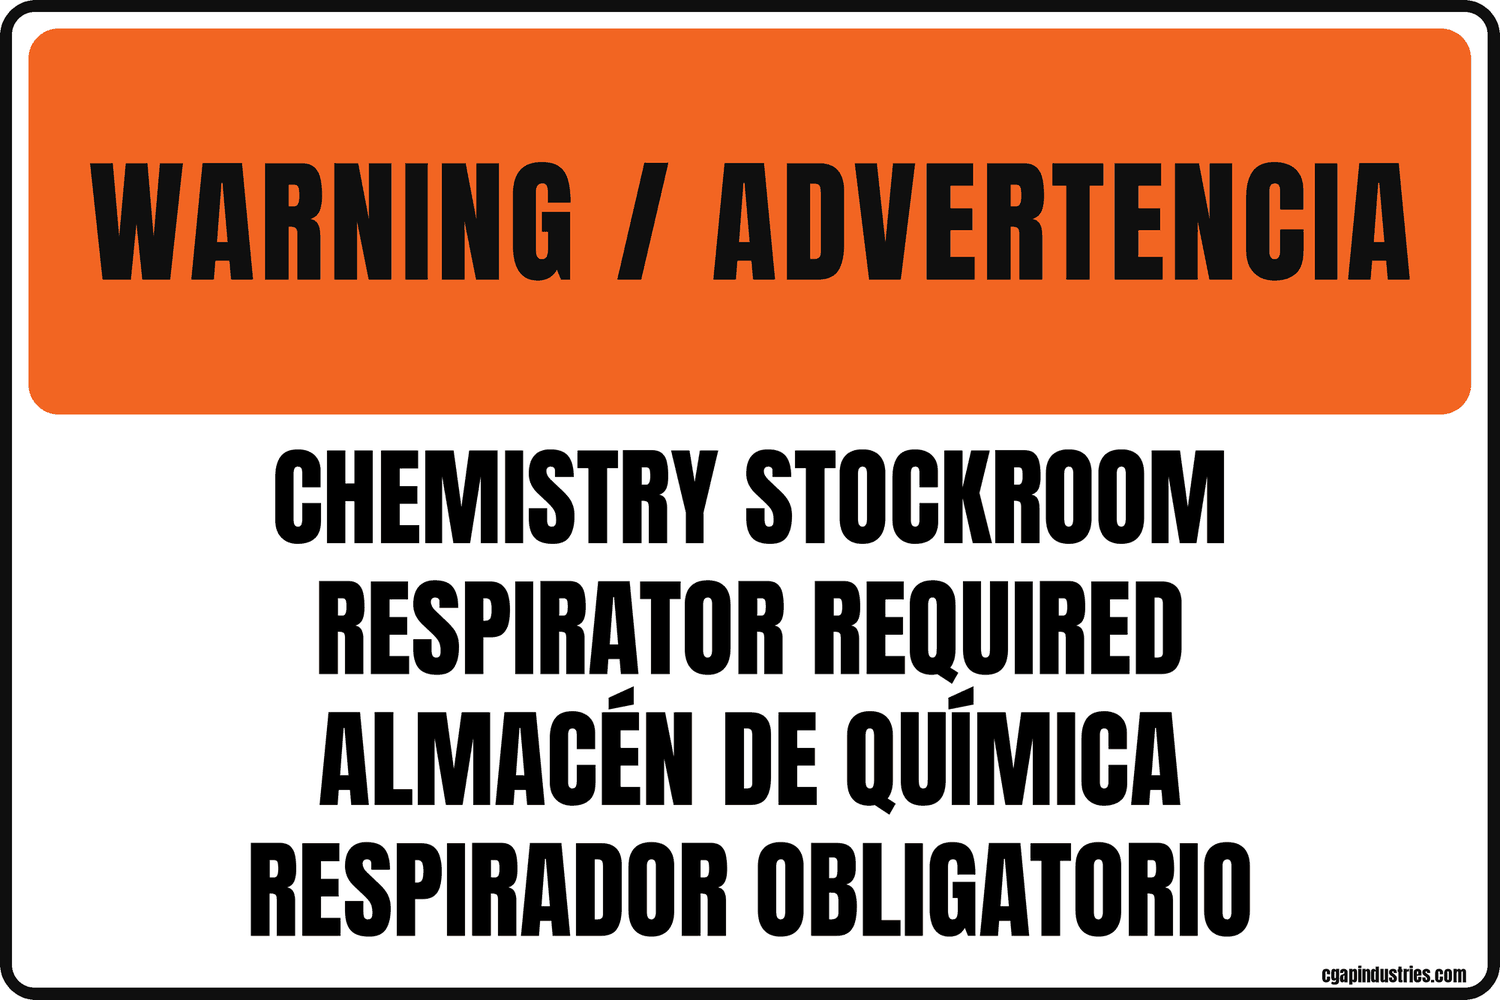 WARNING / ADVERTENCIA
CHEMISTRY STOCKROOM
RESPIRATOR REQUIRED
ALMACÉN DE QUÍMICA
RESPIRADOR OBLIGATORIO
cgapindustries.com